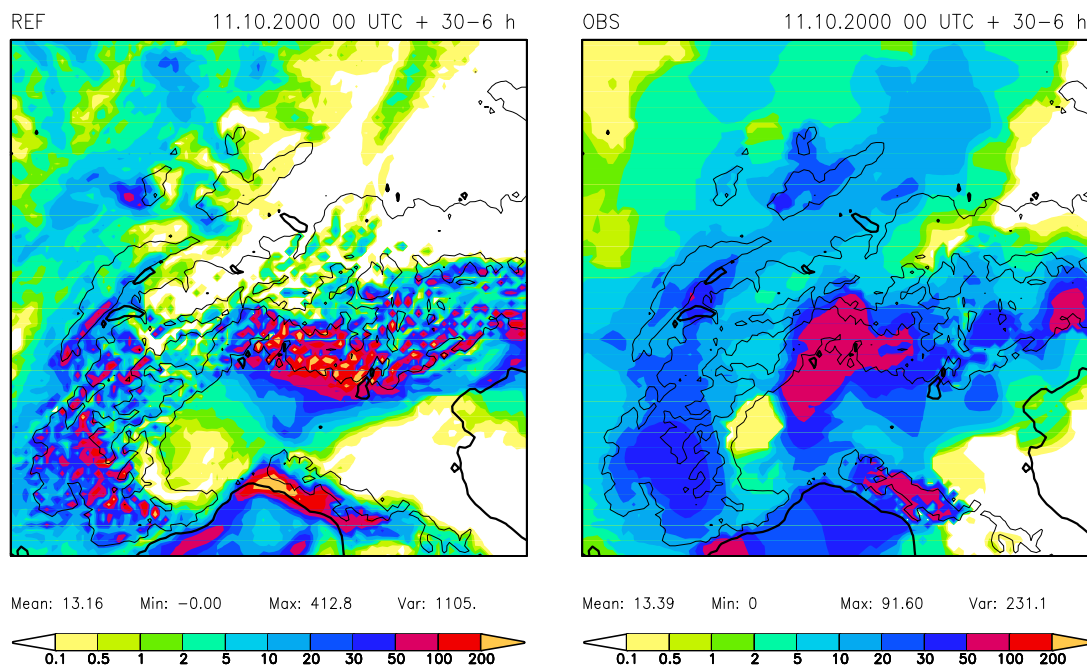 REF 11.10.2000 00 UTC + 30-6 h
OBS 11.10.2000 00 UTC + 30-6 h
Mean: 13.16 Min: -0.00 Max: 412.8 Var: 1105.
Mean: 13.39 Min: 0 Max: 91.60 Var: 231.1
0.1 0.5 1 2 5 10 20 30 50 100 200
0.1 0.5 1 2 5 10 20 30 50 100 200